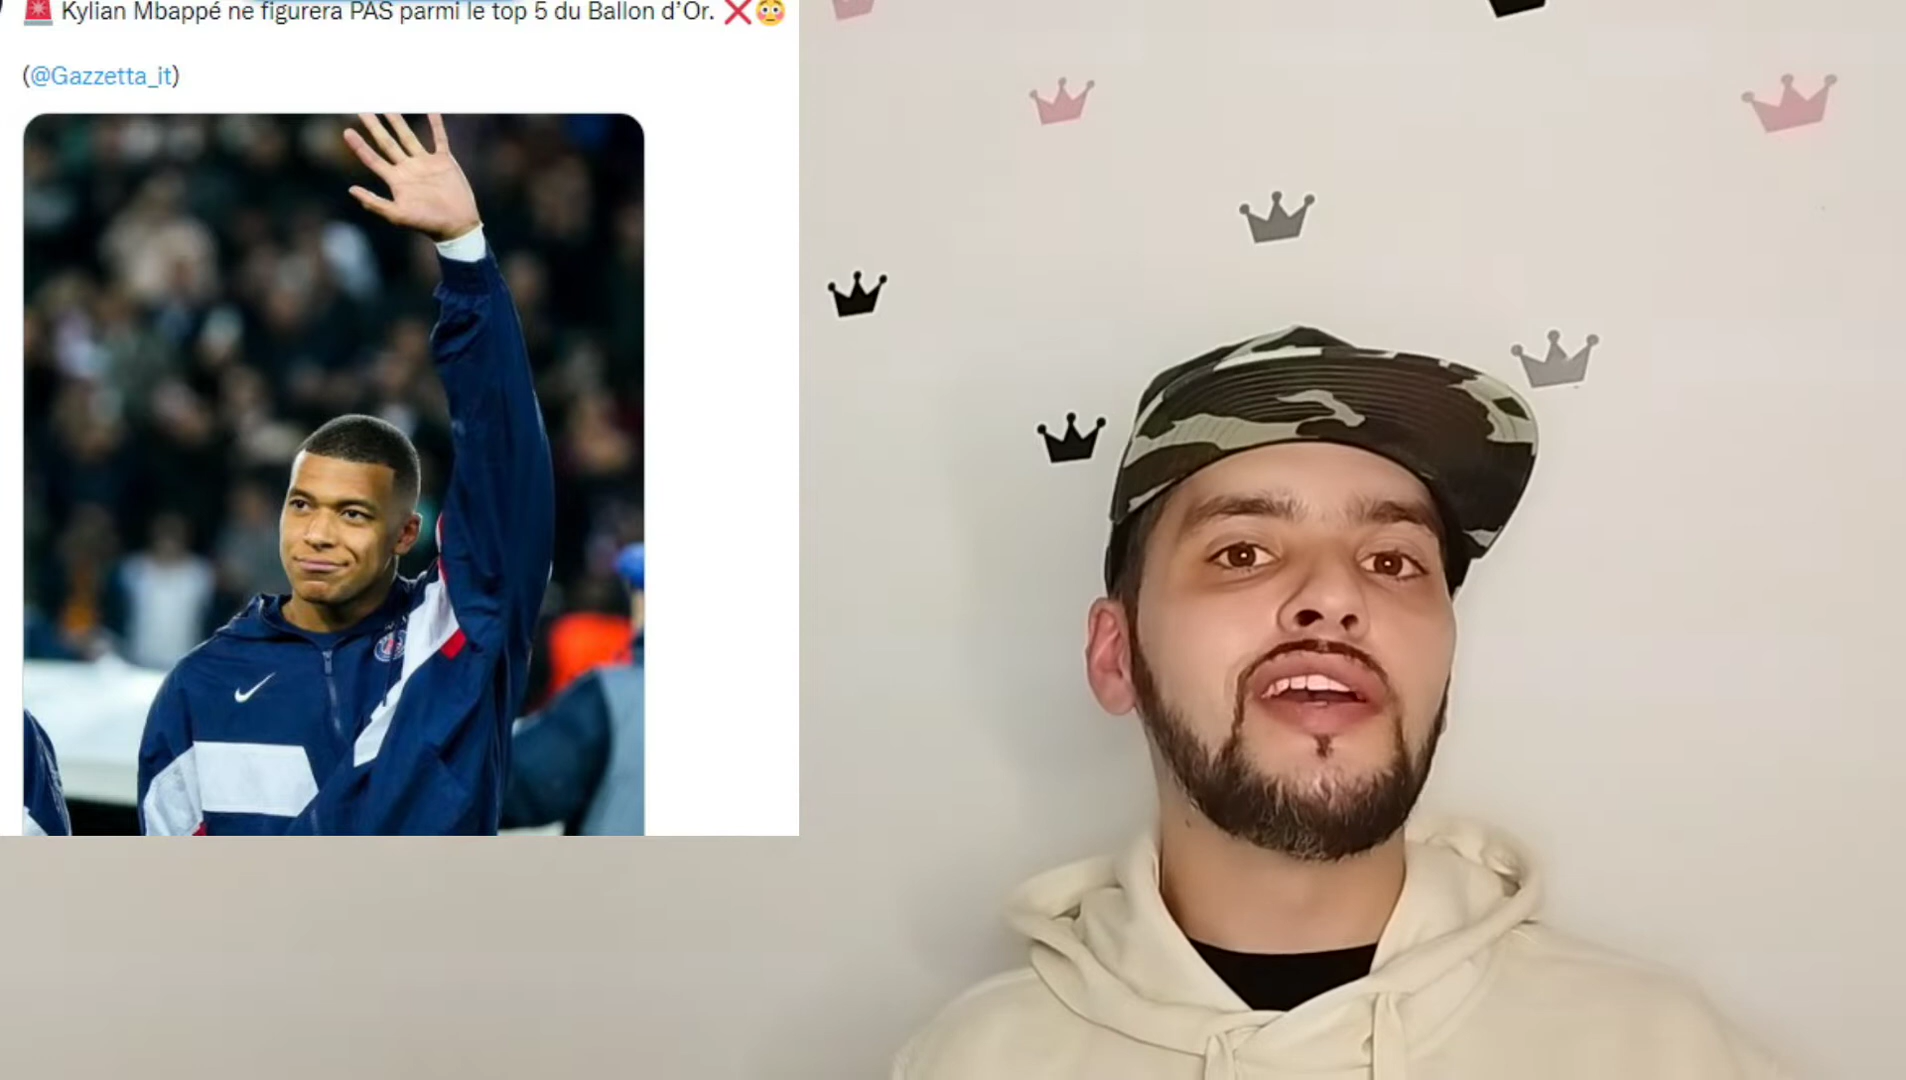 🚨 Kylian Mbappé ne figurera PAS parmi le top 5 du Ballon d’Or. ❌😳
(@Gazzetta_it)